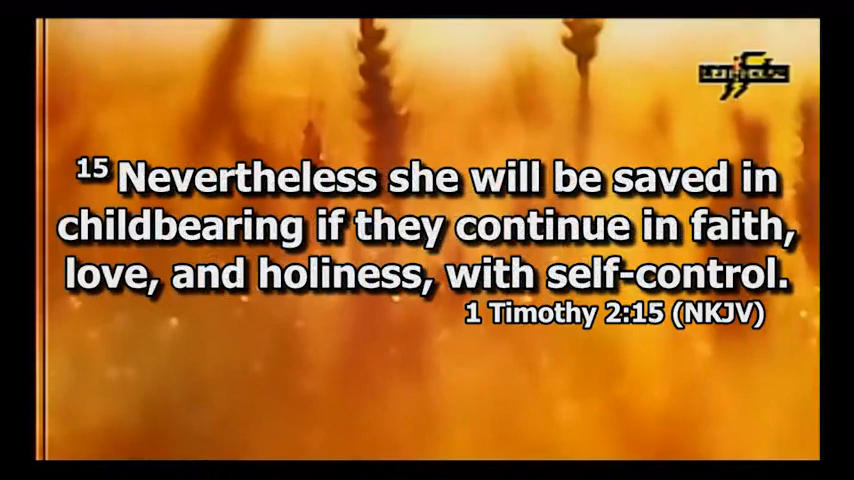 15 Nevertheless she will be saved in
childbearing if they continue in faith,
love, and holiness, with self-control.
1 Timothy 2:15 (NKJV)